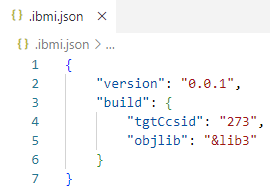 {} .ibmi.json ×
{} .ibmi.json > ...
1 {
2 "version": "0.0.1",
3 "build": {
4 "tgtCcsid": "273",
5 "objlib": "&lib3"
6 }
7 }